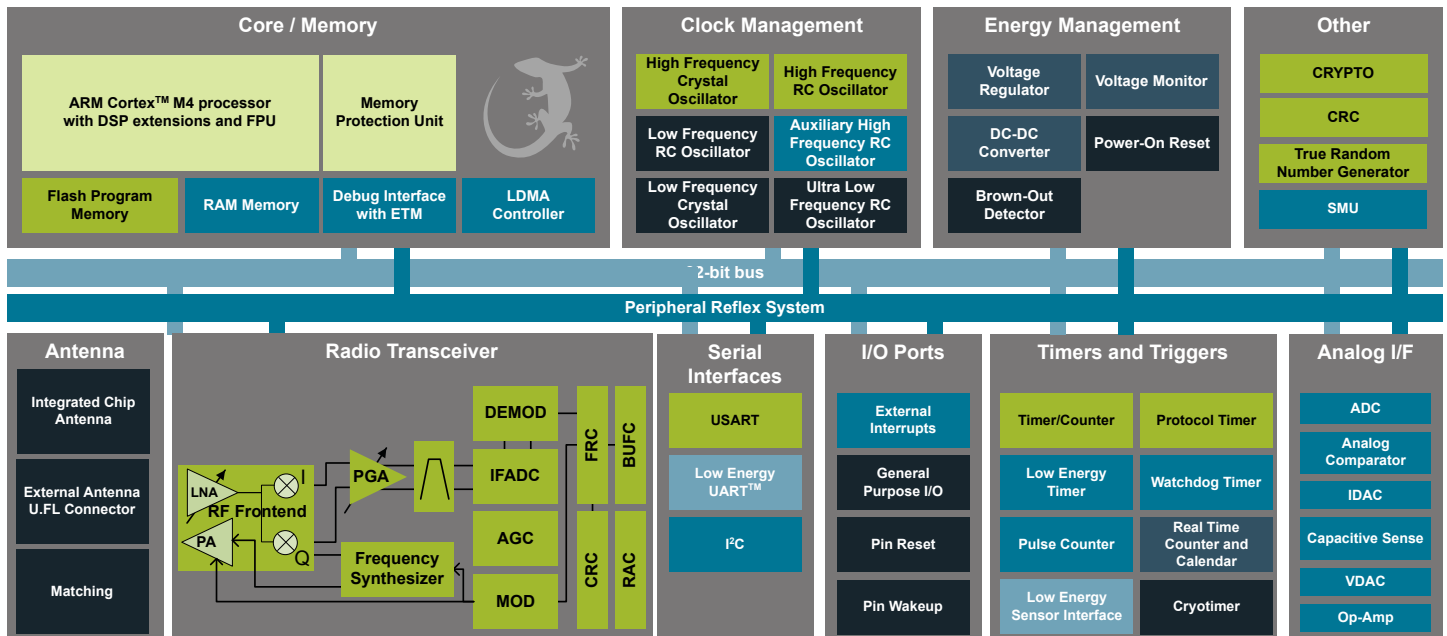 Core / Memory
ARM Cortex™ M4 processor
with DSP extensions and FPU
Memory
Protection Unit
Flash Program
Memory
RAM Memory
Debug Interface
with ETM
LDMA
Controller
Clock Management
High Frequency
Crystal
Oscillator
High Frequency
RC Oscillator
Low Frequency
RC Oscillator
Auxiliary High
Frequency RC
Oscillator
Low Frequency
Crystal
Oscillator
Ultra Low
Frequency RC
Oscillator
Energy Management
Voltage
Regulator
Voltage Monitor
DC-DC
Converter
Power-On Reset
Brown-Out
Detector
Other
CRYPTO
CRC
True Random
Number Generator
SMU
2-bit bus
Peripheral Reflex System
Antenna
Integrated Chip
Antenna
External Antenna
U.FL Connector
Matching
Radio Transceiver
LNA
RF Frontend
I
PA
Q
PGA
Frequency
Synthesizer
DEMOD
IFADC
AGC
MOD
FRC
BUFC
CRC
RAC
Serial
Interfaces
USART
Low Energy
UART™
I²C
I/O Ports
External
Interrupts
General
Purpose I/O
Pin Reset
Pin Wakeup
Timers and Triggers
Timer/Counter
Protocol Timer
Low Energy
Timer
Watchdog Timer
Pulse Counter
Real Time
Counter and
Calendar
Low Energy
Sensor Interface
Cryotimer
Analog I/F
ADC
Analog
Comparator
IDAC
Capacitive Sense
VDAC
Op-Amp